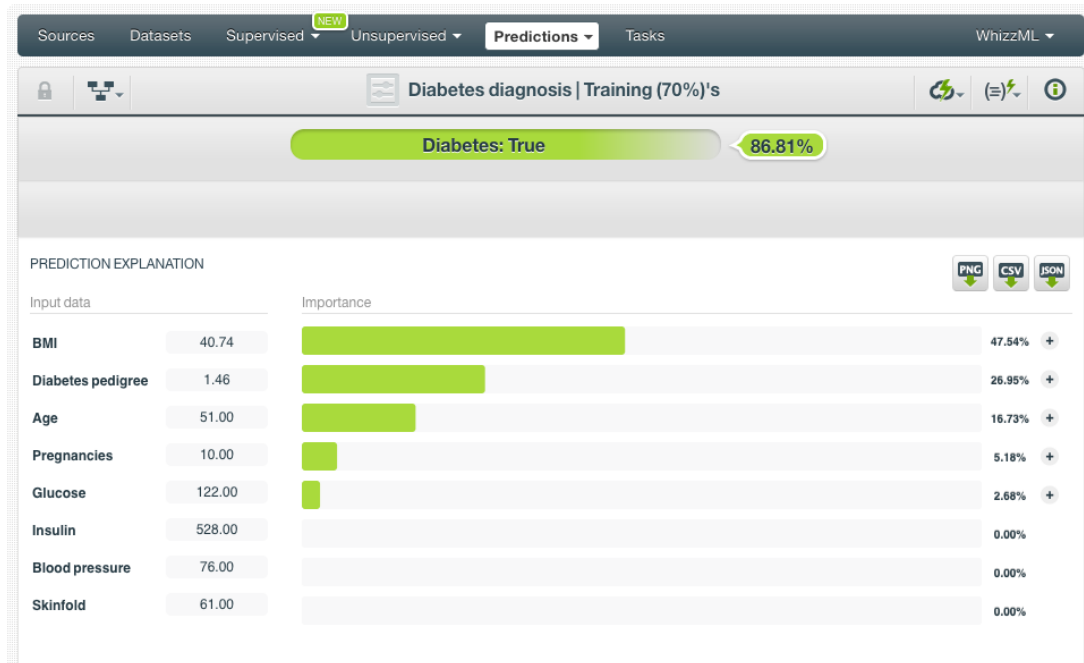 NEW
Sources Datasets Supervised Unsupervised Predictions Tasks WhizzML
Diabetes diagnosis | Training (70%)'s
Diabetes: True 86.81%
PREDICTION EXPLANATION
PNG CSV JSON
Input data Importance
BMI 40.74 47.54% +
Diabetes pedigree 1.46 26.95% +
Age 51.00 16.73% +
Pregnancies 10.00 5.18% +
Glucose 122.00 2.68% +
Insulin 528.00 0.00%
Blood pressure 76.00 0.00%
Skinfold 61.00 0.00%